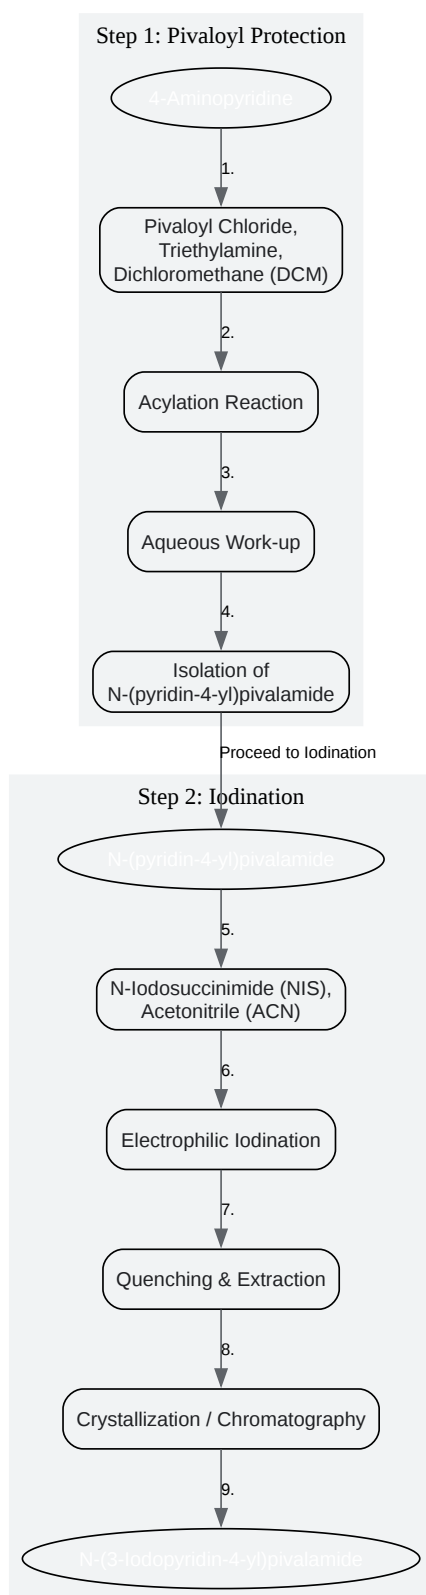 Step 1: Pivaloyl Protection
4-Aminopyridine
1.
Pivaloyl Chloride,
Triethylamine,
Dichloromethane (DCM)
2.
Acylation Reaction
3.
Aqueous Work-up
4.
Isolation of
N-(pyridin-4-yl)pivalamide
Proceed to Iodination
Step 2: Iodination
N-(pyridin-4-yl)pivalamide
5.
N-Iodosuccinimide (NIS),
Acetonitrile (ACN)
6.
Electrophilic Iodination
7.
Quenching & Extraction
8.
Crystallization / Chromatography
9.
N-(3-Iodopyridin-4-yl)pivalamide